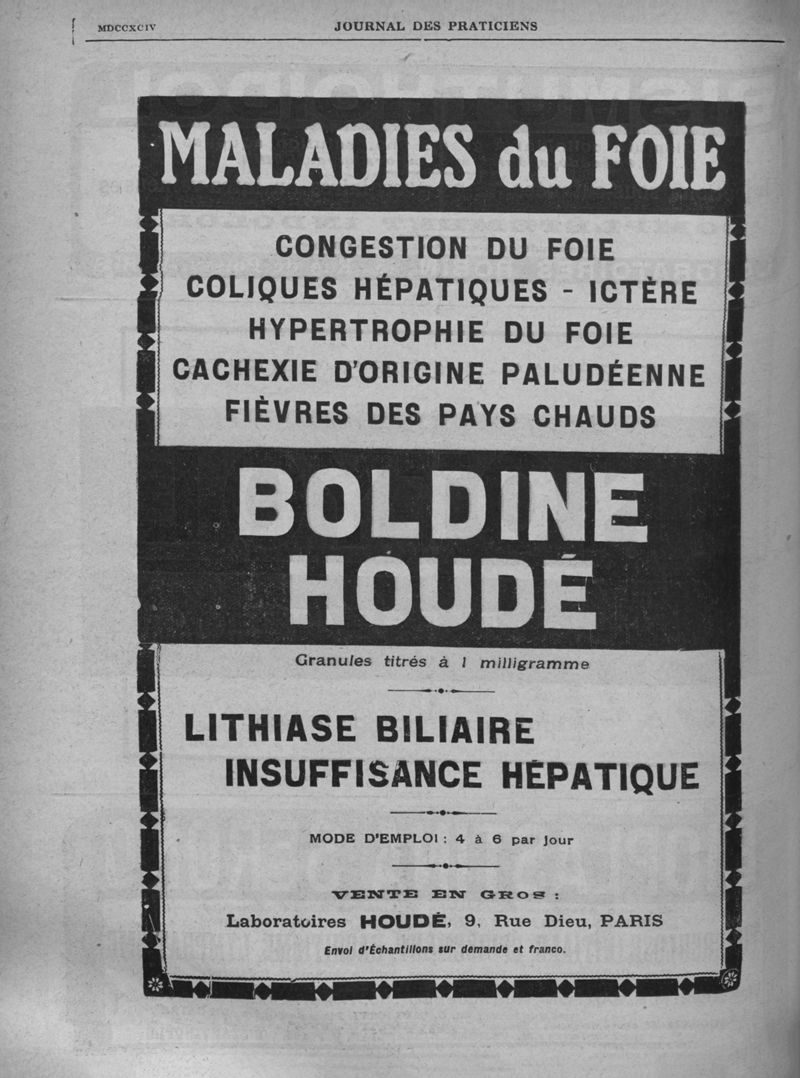 MDCCXCIV
JOURNAL DES PRATICIENS
MALADIES du FOIE
CONGESTION DU FOIE
COLIQUES HÉPATIQUES - ICTÈRE
HYPERTROPHIE DU FOIE
CACHEXIE D'ORIGINE PALUDÉENNE
FIÈVRES DES PAYS CHAUDS
BOLDINE
HOUDÉ
Granules titrés à 1 milligramme
LITHIASE BILIAIRE
INSUFFISANCE HÉPATIQUE
MODE D'EMPLOI : 4 à 6 par jour
VENTE EN GROS :
Laboratoires HOUDÉ, 9, Rue Dieu, PARIS
Envoi d'Échantillons sur demande et franco.